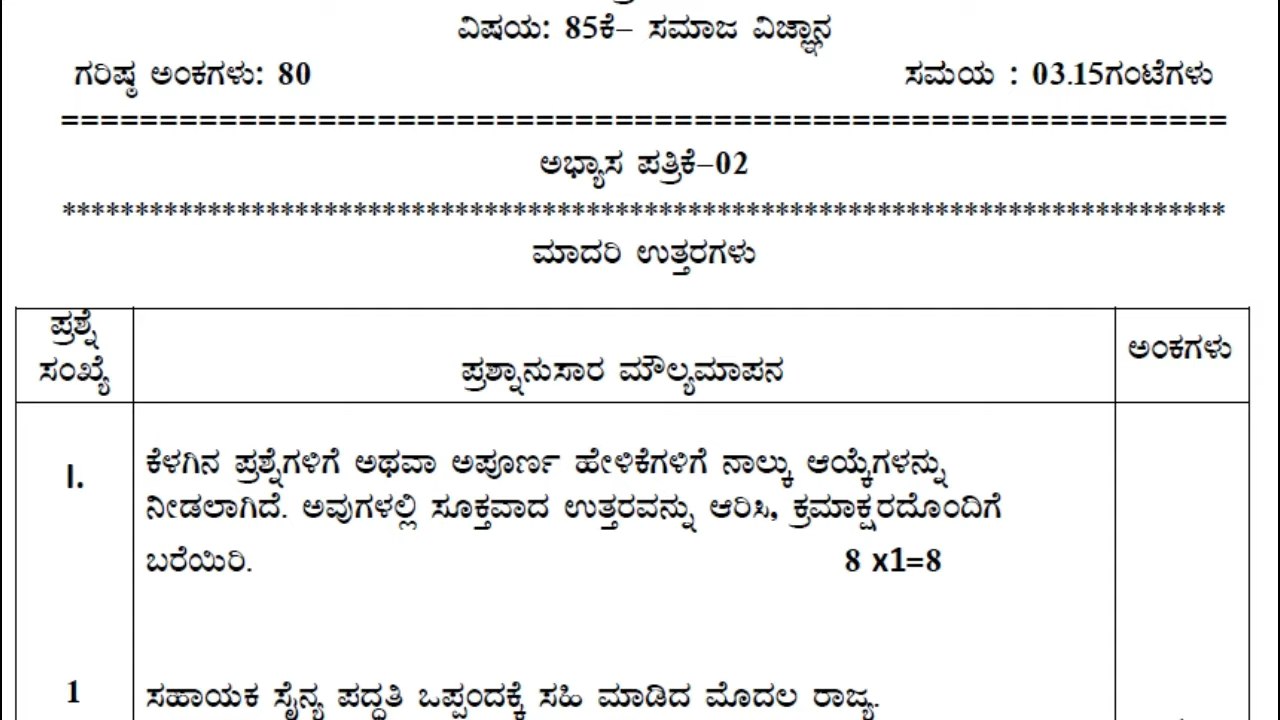 ವಿಷಯ: 85ಕೆ– ಸಮಾಜ ವಿಜ್ಞಾನ
ಗರಿಷ್ಠ ಅಂಕಗಳು: 80 ಸಮಯ : 03.15ಗಂಟೆಗಳು
============================================================
ಅಭ್ಯಾಸ ಪತ್ರಿಕೆ–02
********************************************************************************
ಮಾದರಿ ಉತ್ತರಗಳು
ಪ್ರಶ್ನೆ
ಸಂಖ್ಯೆ
ಪ್ರಶ್ನಾನುಸಾರ ಮೌಲ್ಯಮಾಪನ
ಅಂಕಗಳು
I.
ಕೆಳಗಿನ ಪ್ರಶ್ನೆಗಳಿಗೆ ಅಥವಾ ಅಪೂರ್ಣ ಹೇಳಿಕೆಗಳಿಗೆ ನಾಲ್ಕು ಆಯ್ಕೆಗಳನ್ನು
ನೀಡಲಾಗಿದೆ. ಅವುಗಳಲ್ಲಿ ಸೂಕ್ತವಾದ ಉತ್ತರವನ್ನು ಆರಿಸಿ, ಕ್ರಮಾಕ್ಷರದೊಂದಿಗೆ
ಬರೆಯಿರಿ. 8 x1=8
1 ಸಹಾಯಕ ಸೈನ್ಯ ಪದ್ಧತಿ ಒಪ್ಪಂದಕ್ಕೆ ಸಹಿ ಮಾಡಿದ ಮೊದಲ ರಾಜ್ಯ.